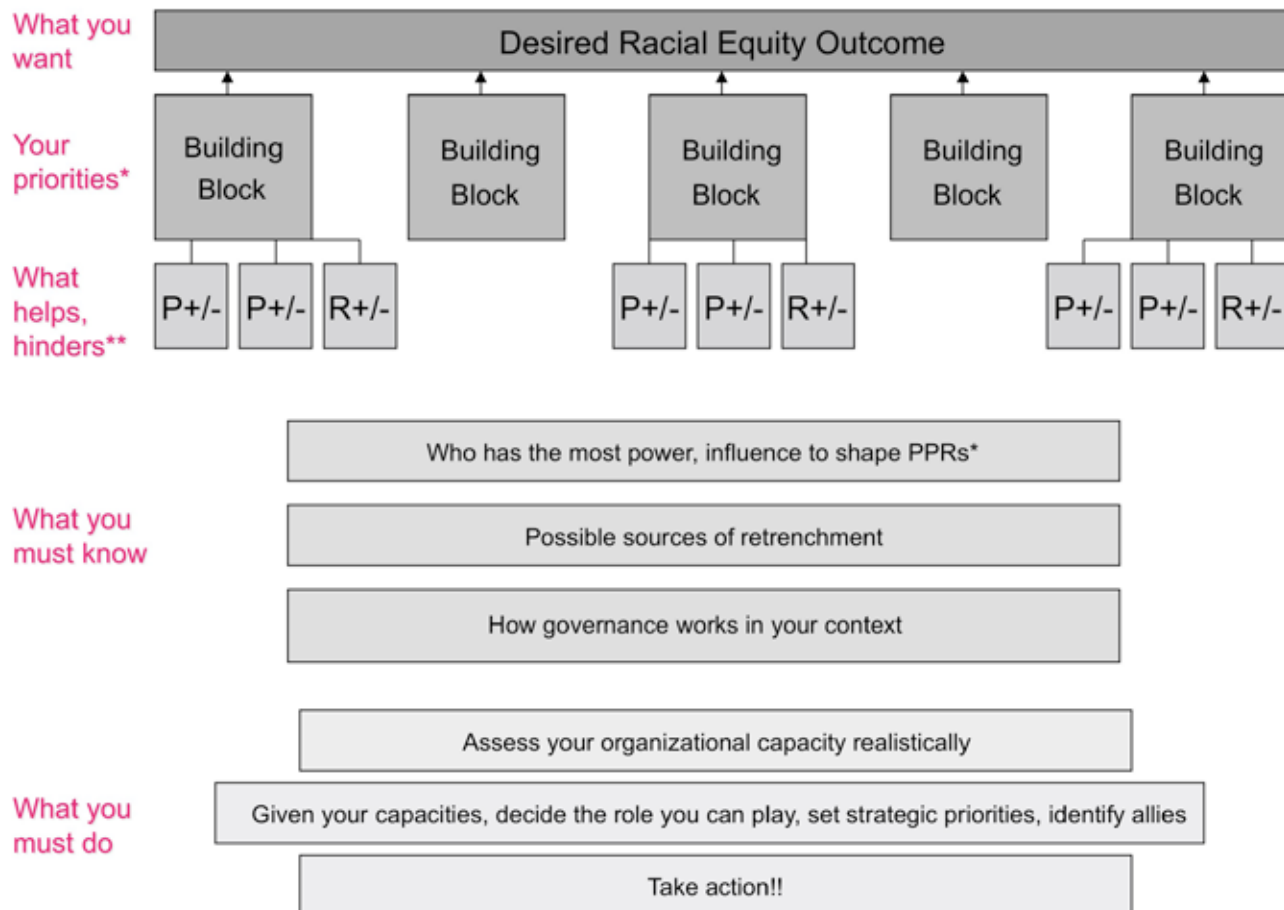 What you
want
Desired Racial Equity Outcome
Your
priorities*
Building
Block
Building
Block
Building
Block
Building
Block
Building
Block
What
helps,
hinders**
P+/-
P+/-
R+/-
P+/-
P+/-
R+/-
P+/-
P+/-
R+/-
Who has the most power, influence to shape PPRs*
What you
must know
Possible sources of retrenchment
How governance works in your context
Assess your organizational capacity realistically
What you
must do
Given your capacities, decide the role you can play, set strategic priorities, identify allies
Take action!!